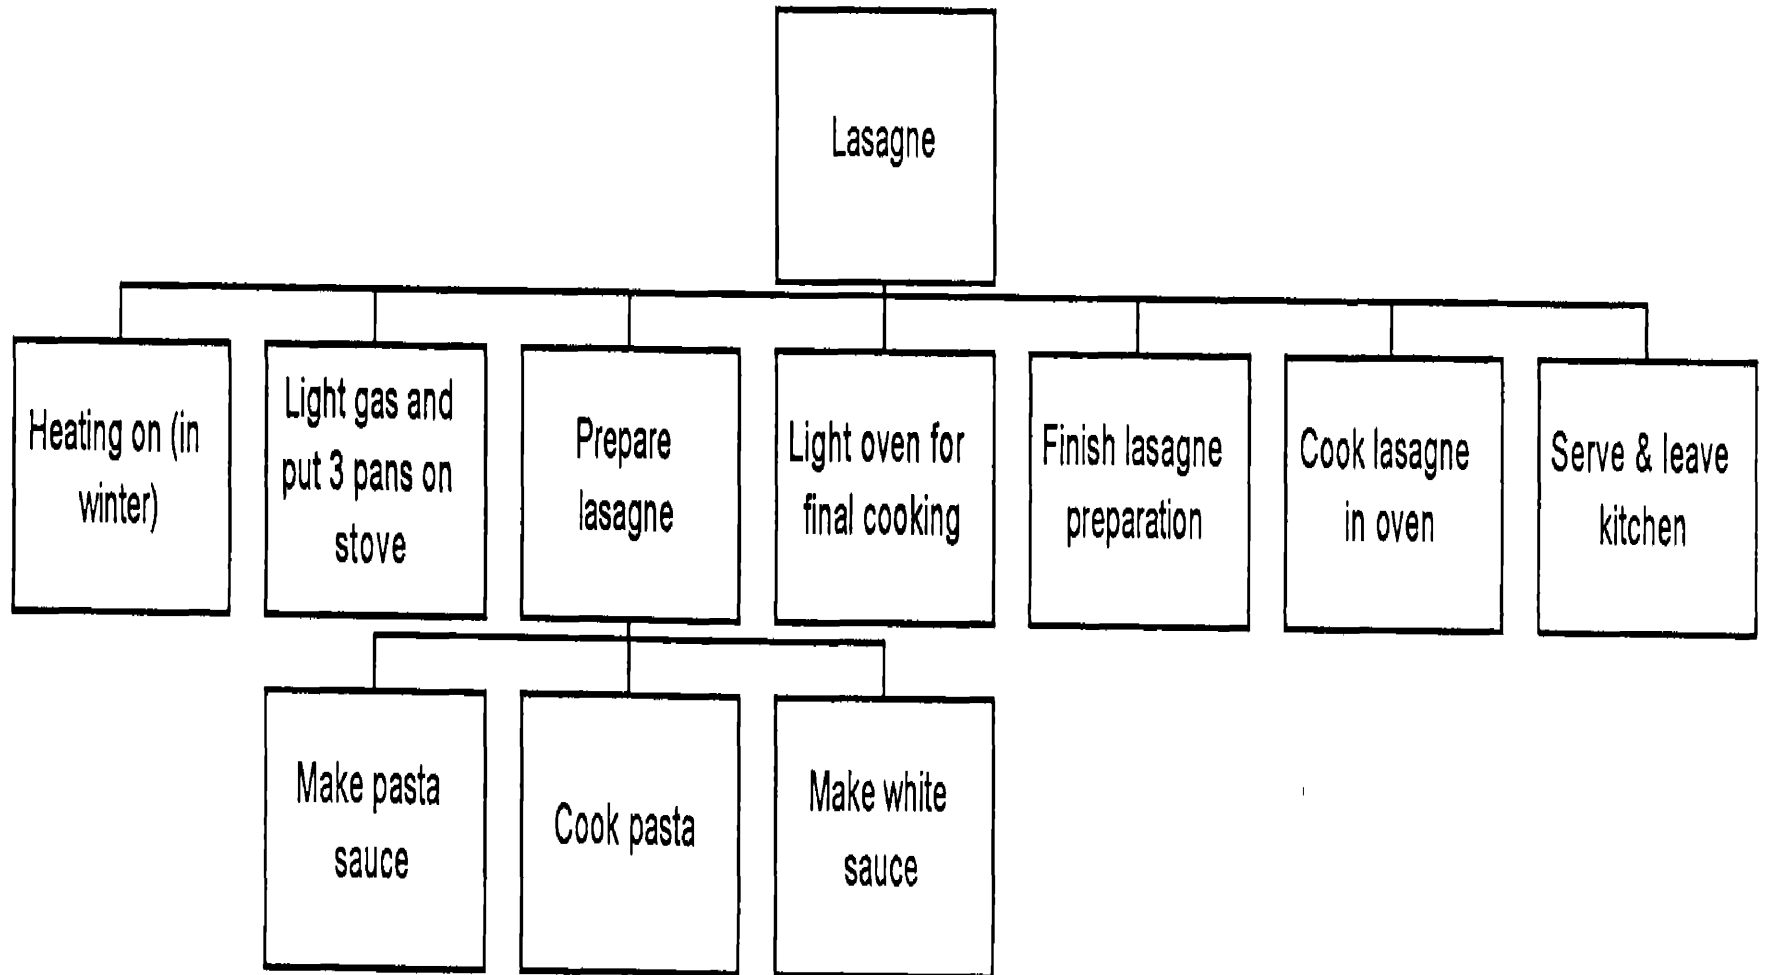 Lasagne
Heating on (in
winter)
Light gas and
put 3 pans on
stove
Prepare
lasagne
Light oven for
final cooking
Finish lasagne
preparation
Cook lasagne
in oven
Serve & leave
kitchen
Make pasta
sauce
Cook pasta
Make white
sauce